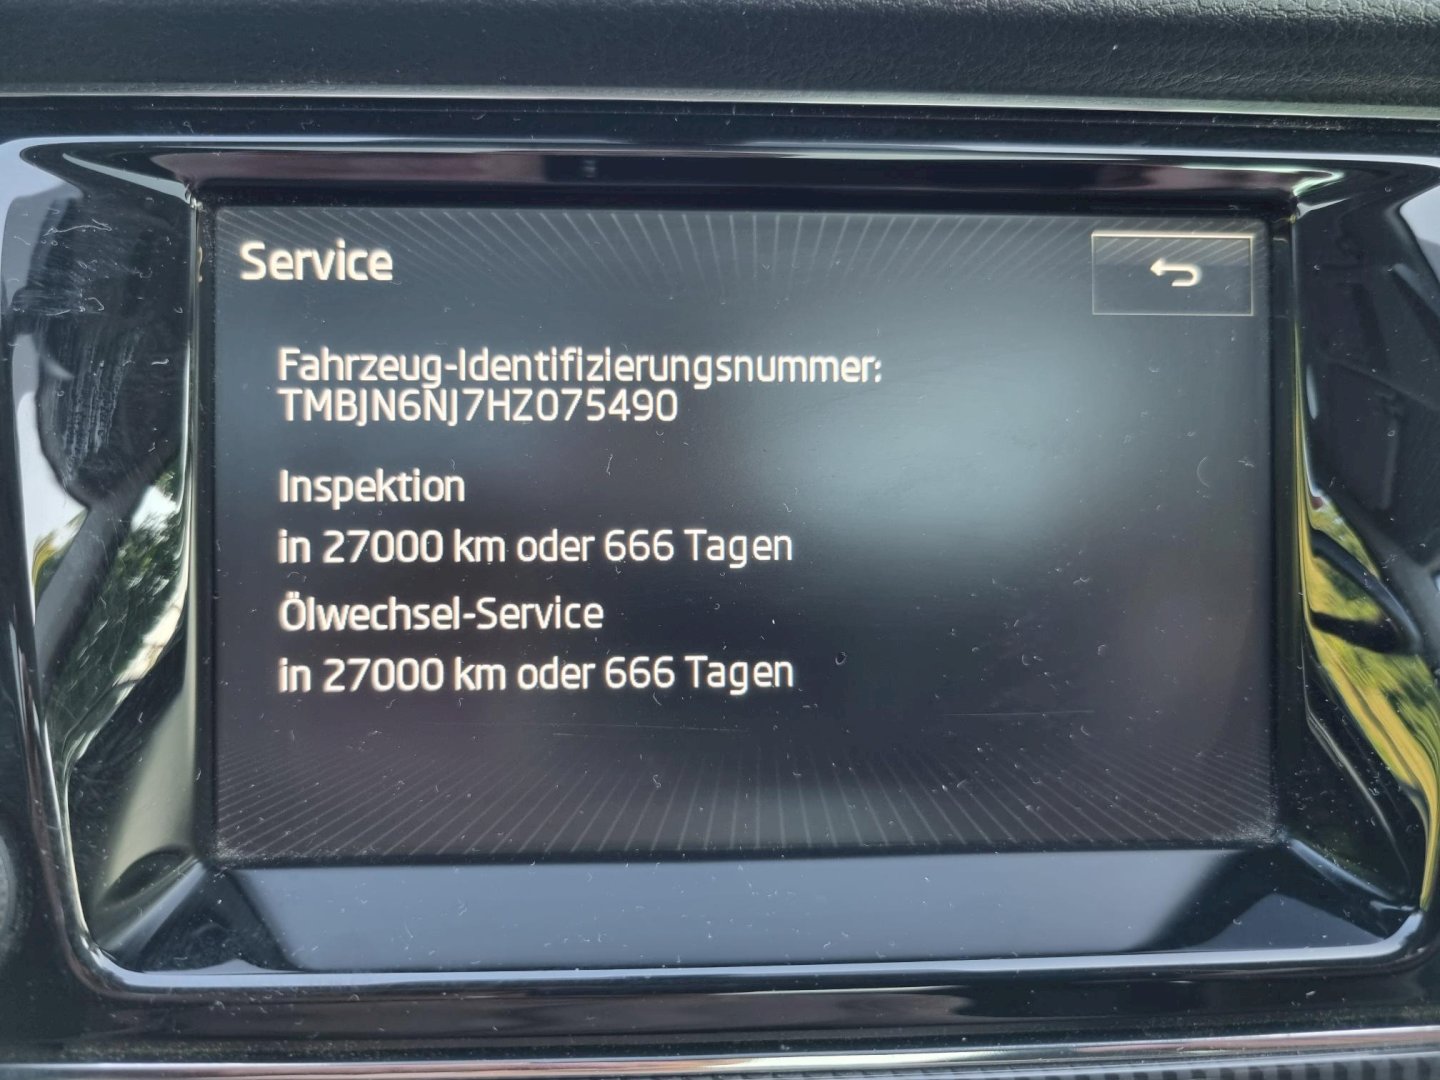 Service
Fahrzeug-Identifizierungsnummer:
TMBJN6NJ7HZ075490
Inspektion
in 27000 km oder 666 Tagen
Ölwechsel-Service
in 27000 km oder 666 Tagen